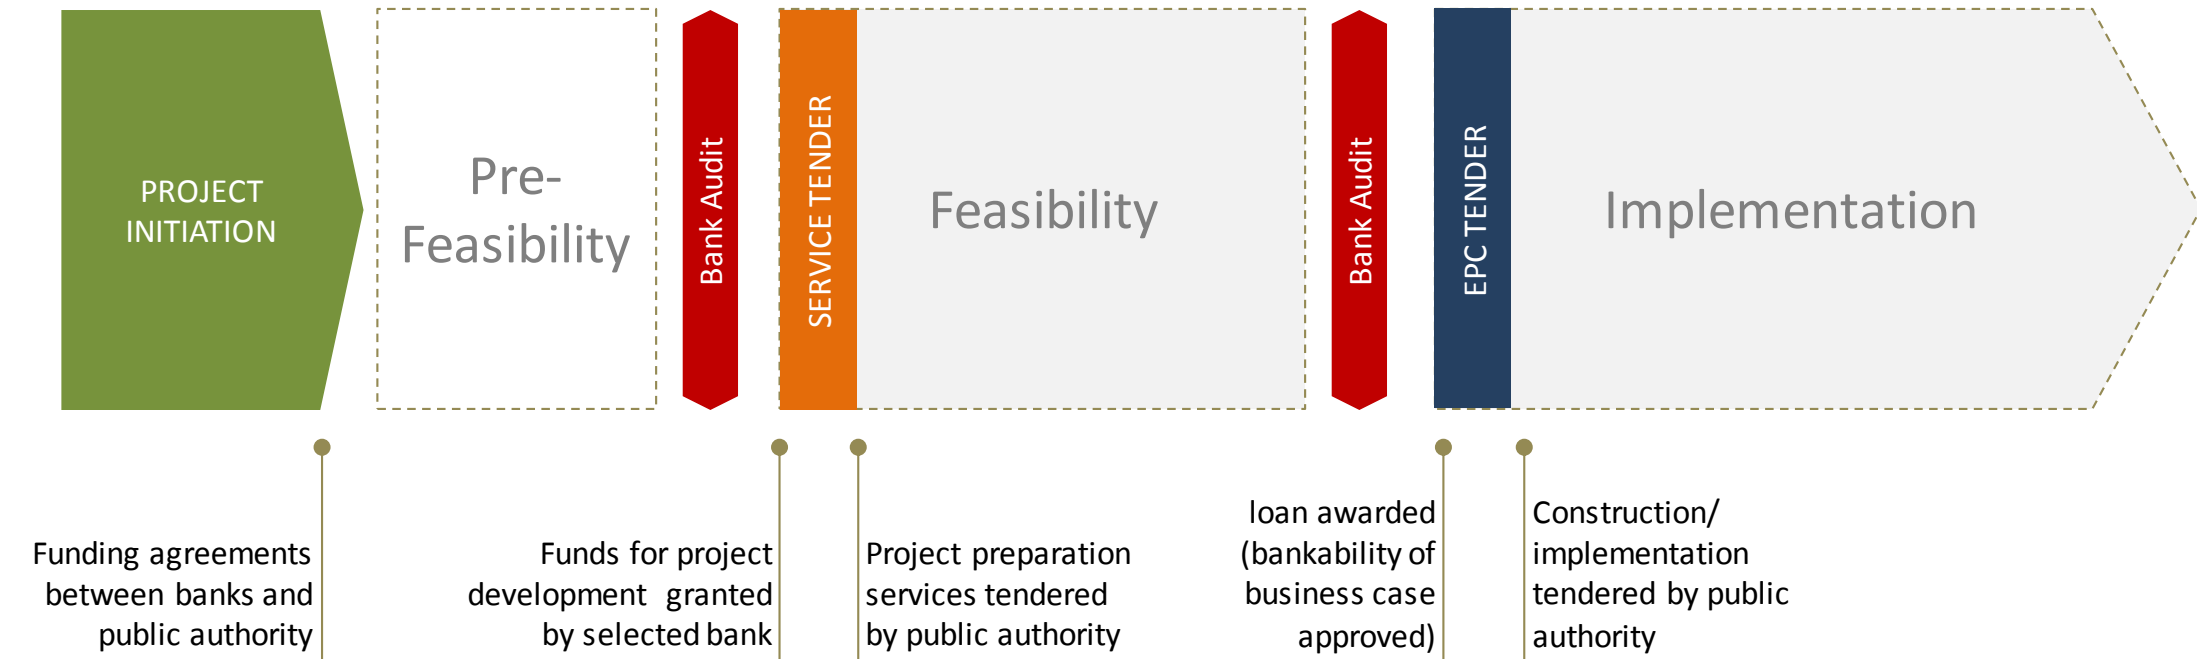 PROJECT
INITIATION
Pre-
Feasibility
Bank Audit
SERVICE TENDER
Feasibility
Bank Audit
EPC TENDER
Implementation
Funding agreements
between banks and
public authority
Funds for project
development granted
by selected bank
Project preparation
services tendered
by public authority
loan awarded
(bankability of
business case
approved)
Construction/
implementation
tendered by public
authority